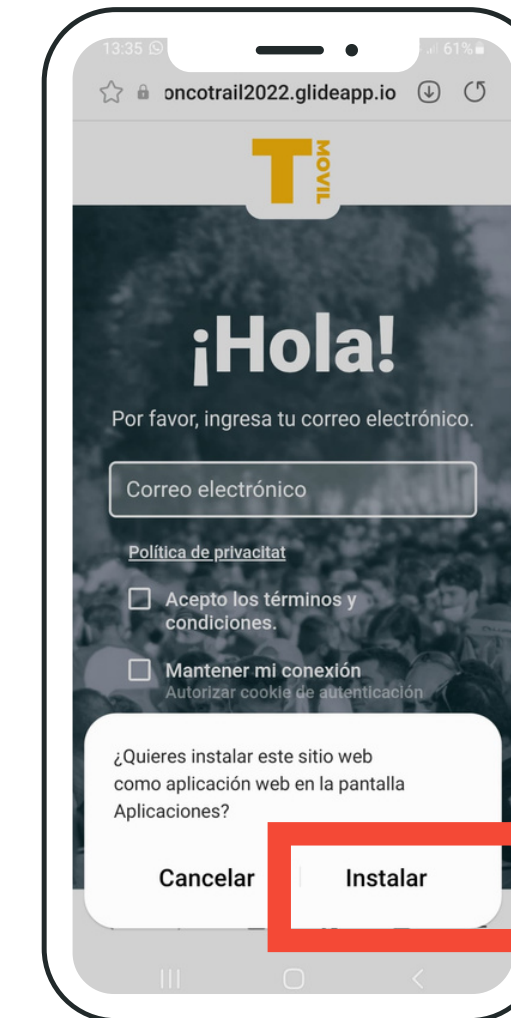 13:35
61%
oncotrail2022.glideapp.io
T MOVIL
¡Hola!
Por favor, ingresa tu correo electrónico.
Correo electrónico
Política de privacitat
Acepto los términos y
condiciones.
Mantener mi conexión
Autorizar cookie de autenticación
¿Quieres instalar este sitio web
como aplicación web en la pantalla
Aplicaciones?
Cancelar Instalar